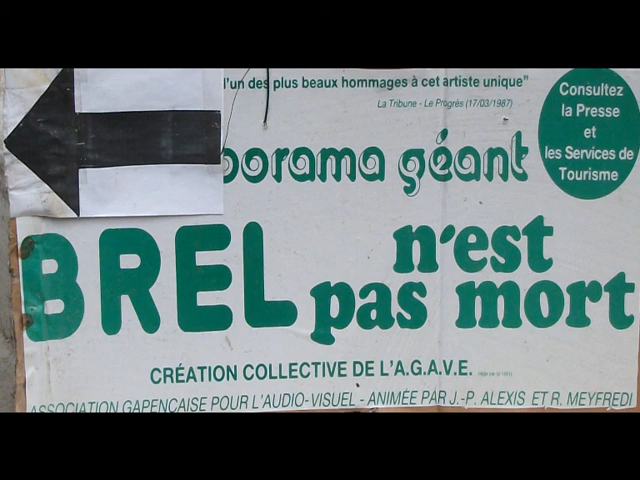 l'un des plus beaux hommages à cet artiste unique"
La Tribune - Le Progrès (17/03/1987)
Consultez
la Presse
et
les Services de
Tourisme
porama géant
BREL n'est
pas mort
CRÉATION COLLECTIVE DE L'A.G.A.V.E.
ASSOCIATION GAPENÇAISE POUR L'AUDIO-VISUEL - ANIMÉE PAR J.-P. ALEXIS ET R. MEYFREDI